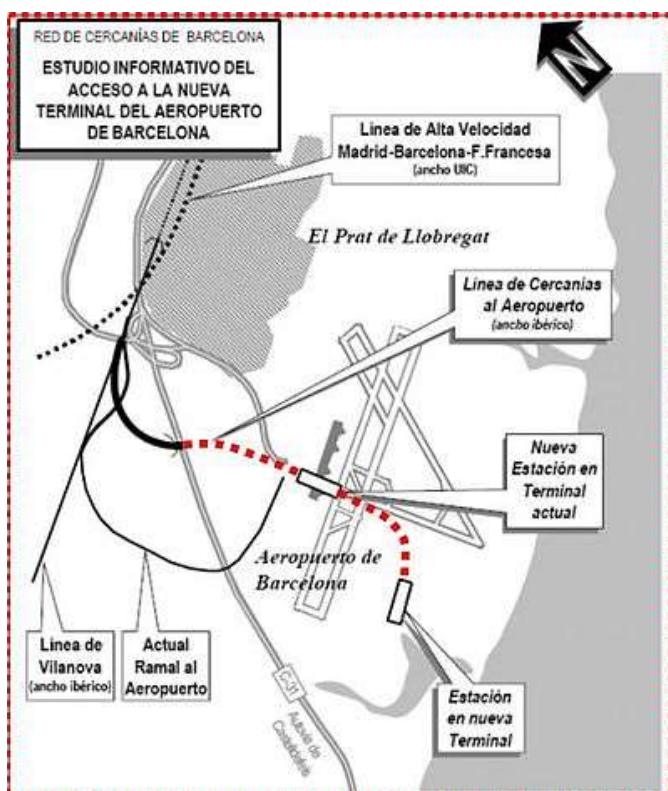 RED DE CERCANÍAS DE BARCELONA
ESTUDIO INFORMATIVO DEL
ACCESO A LA NUEVA
TERMINAL DEL AEROPUERTO
DE BARCELONA
N
Linea de Alta Velocidad
Madrid-Barcelona-F.Francesa
(ancho UIC)
El Prat de Llobregat
Línea de Cercanías
al Aeropuerto
(ancho ibérico)
Nueva
Estación en
Terminal
actual
Aeropuerto de
Barcelona
Línea de
Vilanova
(ancho ibérico)
Actual
Ramal al
Aeropuerto
C-31
Autovía de
Castelldefels
Estación
en nueva
Terminal